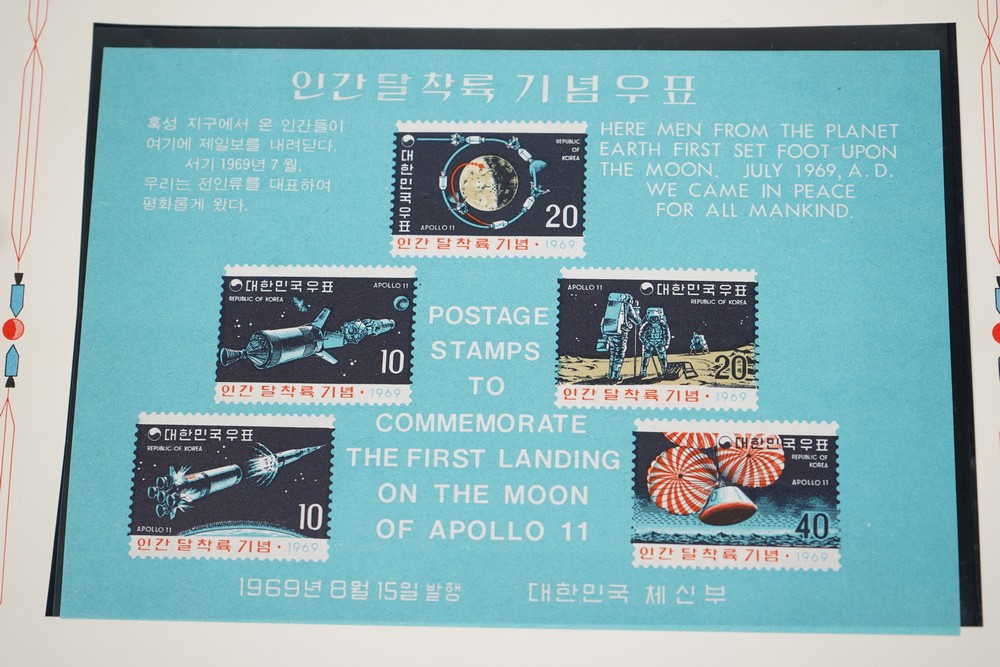 인간달착륙기념우표
혹성 지구에서 온 인간들이
여기에 제일보를 내려딛다.
서기 1969년 7월.
우리는 전인류를 대표하여
평화롭게 왔다.
HERE MEN FROM THE PLANET
EARTH FIRST SET FOOT UPON
THE MOON. JULY 1969, A.D.
WE CAME IN PEACE
FOR ALL MANKIND.
대한민국우표
REPUBLIC OF
KOREA
APOLLO 11
20
인간달착륙기념·1969
대한민국우표
REPUBLIC OF KOREA
APOLLO 11
10
인간달착륙기념·1969
APOLLO 11
대한민국우표
REPUBLIC OF KOREA
20
인간달착륙기념·1969
POSTAGE
STAMPS
TO
COMMEMORATE
THE FIRST LANDING
ON THE MOON
OF APOLLO 11
대한민국우표
REPUBLIC OF KOREA
APOLLO 11
10
인간달착륙기념·1969
대한민국우표
REPUBLIC OF
KOREA
APOLLO 11
40
인간달착륙기념·1969
1969년 8월 15일 발행
대한민국 체신부